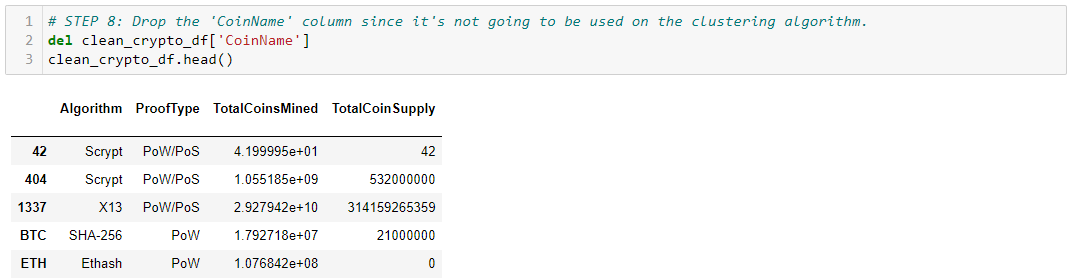 1 # STEP 8: Drop the 'CoinName' column since it's not going to be used on the clustering algorithm.
2 del clean_crypto_df['CoinName']
3 clean_crypto_df.head()
Algorithm ProofType TotalCoinsMined TotalCoinSupply
42 Scrypt PoW/PoS 4.199995e+01 42
404 Scrypt PoW/PoS 1.055185e+09 532000000
1337 X13 PoW/PoS 2.927942e+10 314159265359
BTC SHA-256 PoW 1.792718e+07 21000000
ETH Ethash PoW 1.076842e+08 0